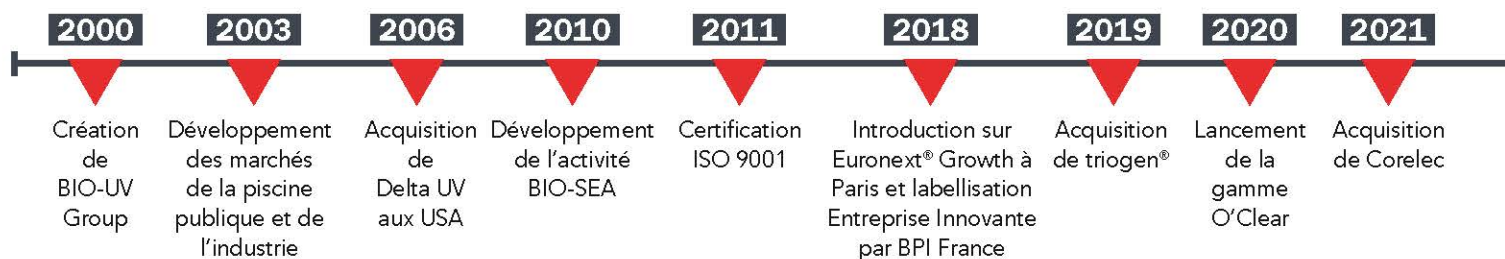 2000
Création
de
BIO-UV
Group
2003
Développement
des marchés
de la piscine
publique et de
l'industrie
2006
Acquisition
de
Delta UV
aux USA
2010
Développement
de l'activité
BIO-SEA
2011
Certification
ISO 9001
2018
Introduction sur
Euronext® Growth à
Paris et labellisation
Entreprise Innovante
par BPI France
2019
Acquisition
de triogen®
2020
Lancement
de la
gamme
O'Clear
2021
Acquisition
de Corelec